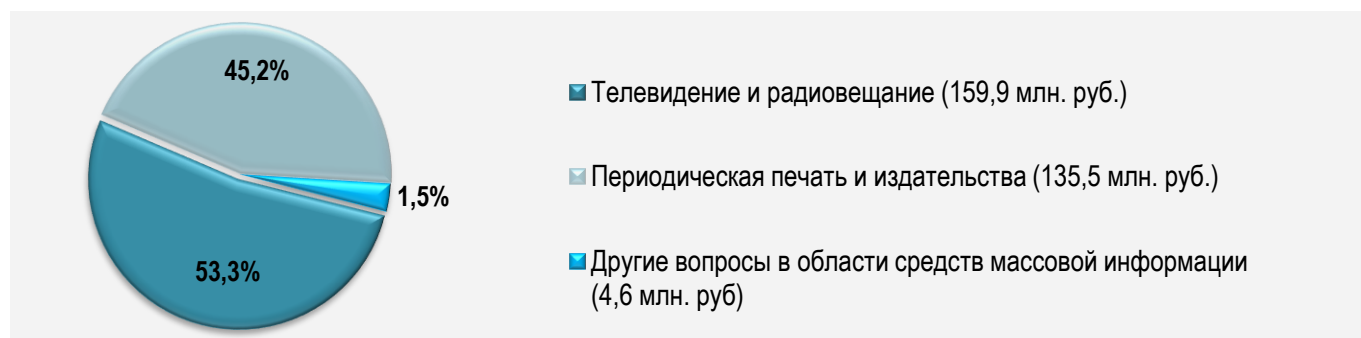 45,2%
1,5%
53,3%
Телевидение и радиовещание (159,9 млн. руб.)
Периодическая печать и издательства (135,5 млн. руб.)
Другие вопросы в области средств массовой информации
(4,6 млн. руб)